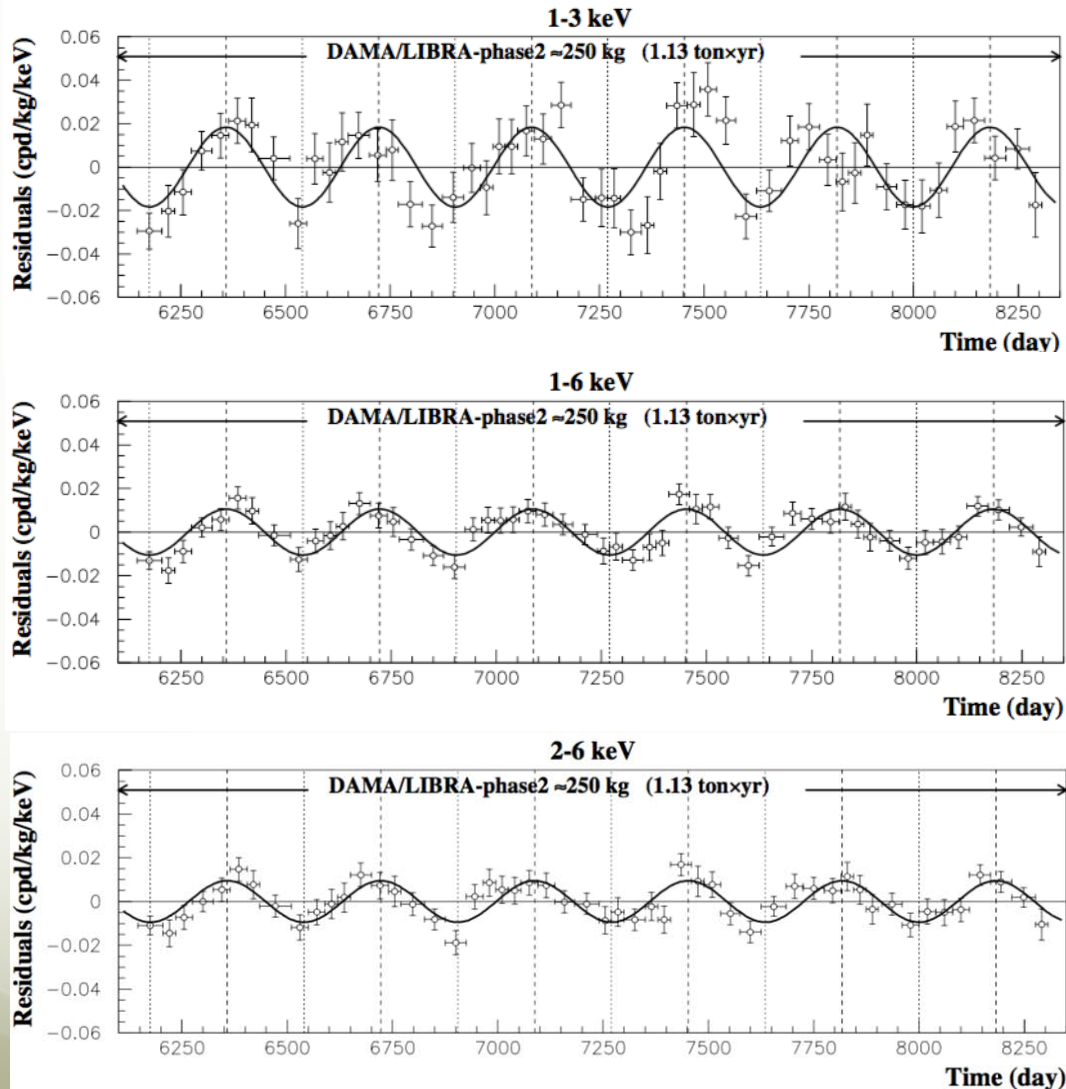 1-3 keV
Residuals (cpd/kg/keV)
DAMA/LIBRA-phase2 ≈250 kg (1.13 ton×yr)
0.06
0.04
0.02
0
−0.02
−0.04
−0.06
6250 6500 6750 7000 7250 7500 7750 8000 8250
Time (day)
1-6 keV
Residuals (cpd/kg/keV)
DAMA/LIBRA-phase2 ≈250 kg (1.13 ton×yr)
0.06
0.04
0.02
0
−0.02
−0.04
−0.06
6250 6500 6750 7000 7250 7500 7750 8000 8250
Time (day)
2-6 keV
Residuals (cpd/kg/keV)
DAMA/LIBRA-phase2 ≈250 kg (1.13 ton×yr)
0.06
0.04
0.02
0
−0.02
−0.04
−0.06
6250 6500 6750 7000 7250 7500 7750 8000 8250
Time (day)